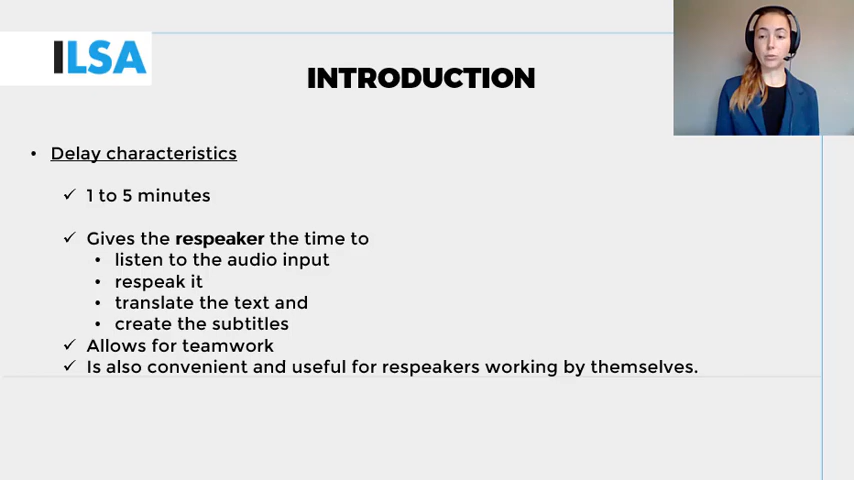 ILSA
INTRODUCTION
• Delay characteristics
✓ 1 to 5 minutes
✓ Gives the respeaker the time to
• listen to the audio input
• respeak it
• translate the text and
• create the subtitles
✓ Allows for teamwork
✓ Is also convenient and useful for respeakers working by themselves.